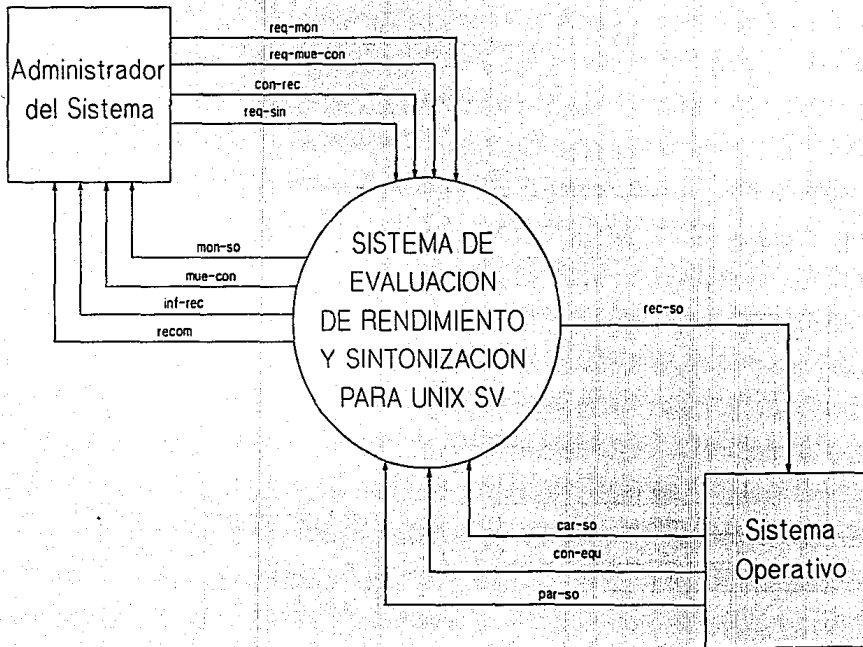 req-mon
Administrador
del Sistema
req-mue-con
con-rec
req-sin
mon-so
mue-con
inf-rec
recom
SISTEMA DE
EVALUACION
DE RENDIMIENTO
Y SINTONIZACION
PARA UNIX SV
rec-so
car-so
con-equ
par-so
Sistema
Operativo